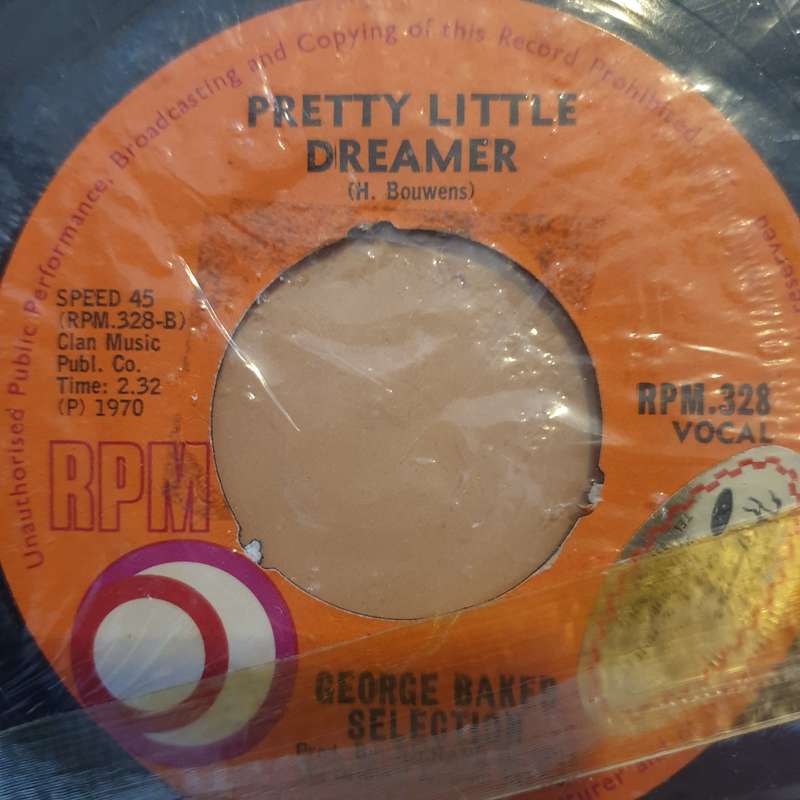 Unauthorised Public Performance, Broadcasting and Copying of this Record Prohibited
reserved
PRETTY LITTLE
DREAMER
(H. Bouwens)
SPEED 45
(RPM.328-B)
Clan Music
Publ. Co.
Time: 2.32
(P) 1970
RPM.328
VOCAL
RPM
GEORGE BAKER
SELECTION